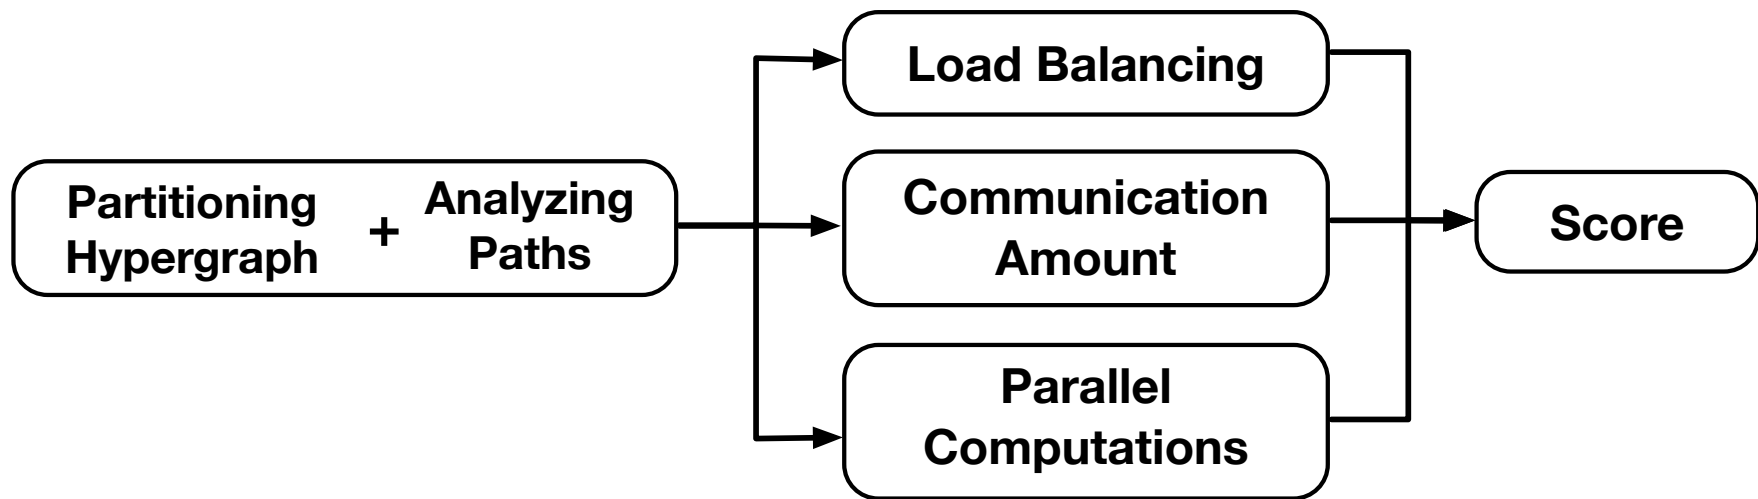 Partitioning
Hypergraph
+
Analyzing
Paths
Load Balancing
Communication
Amount
Parallel
Computations
Score